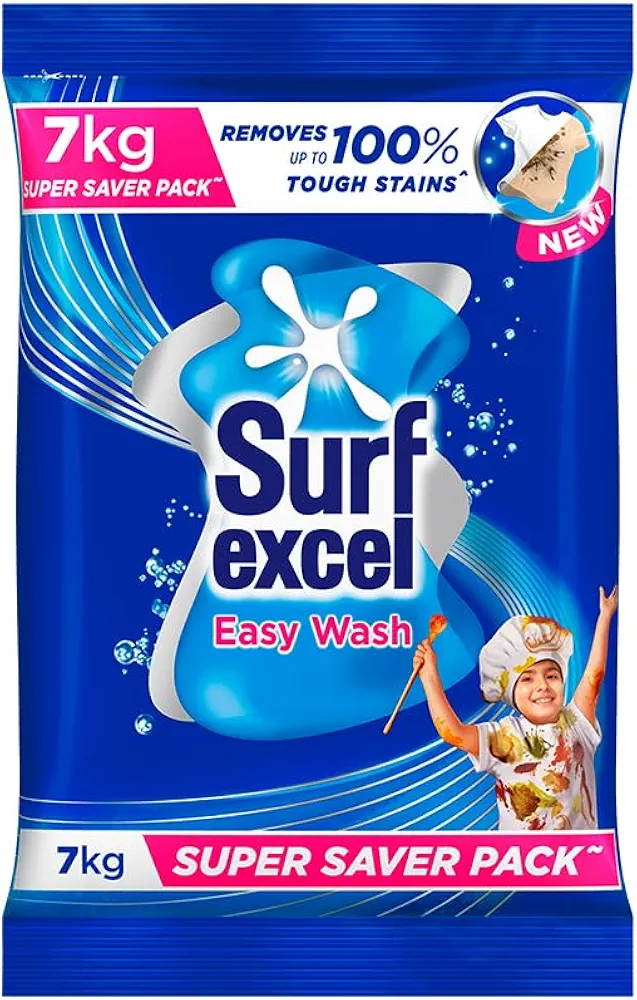 7kg
SUPER SAVER PACK~
REMOVES
UP TO 100%
TOUGH STAINS^
NEW
Surf
excel
Easy Wash
7kg SUPER SAVER PACK~